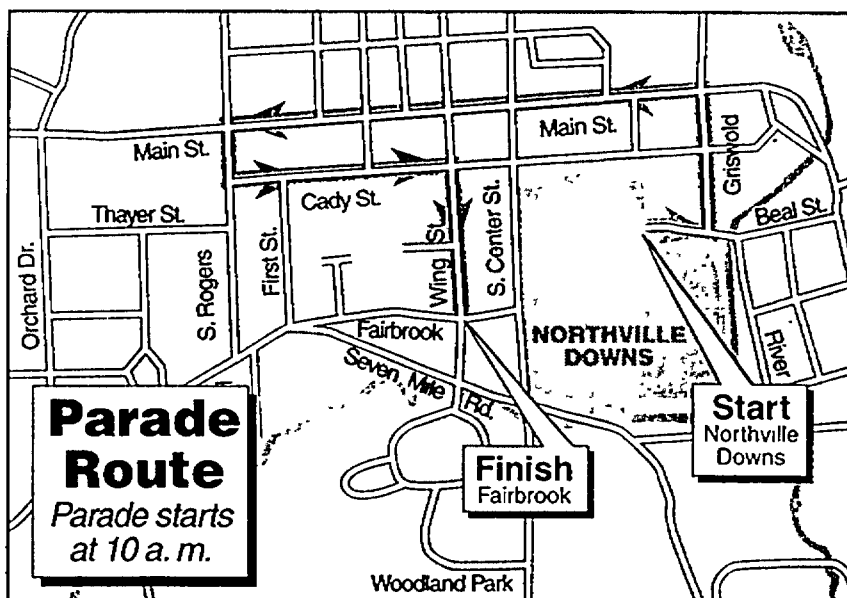 Main St.
Main St.
Griswold
Cady St.
Thayer St.
Beal St.
Orchard Dr.
S. Rogers
First St.
Wing St.
S. Center St.
River
Fairbrook
NORTHVILLE
DOWNS
Seven Mile Rd.
Parade
Route
Parade starts
at 10 a. m.
Finish
Fairbrook
Start
Northville
Downs
Woodland Park